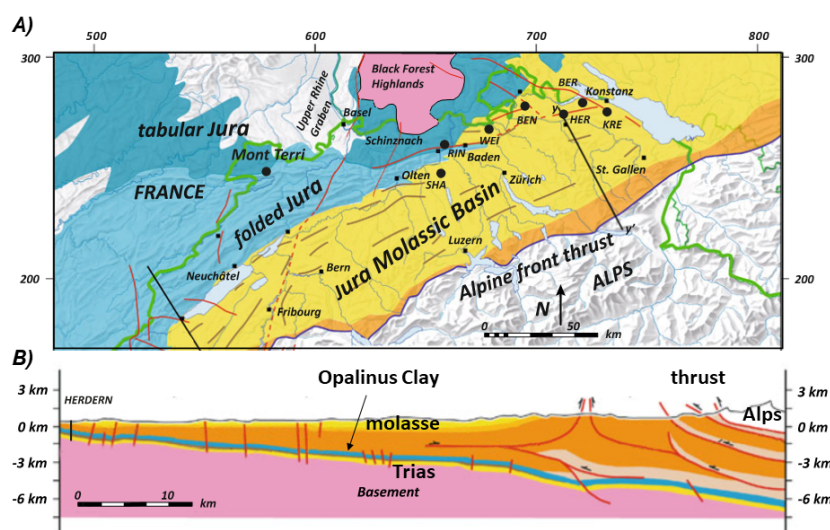 A)
500 600 700 800
300 300
Black Forest
Highlands
Upper Rhine
Graben
BER Konstanz
y
BEN HER KRE
tabular Jura
Basel
Schinznach
WEI
Mont Terri
RIN Baden
FRANCE
folded Jura
Olten
SHA
Zürich
St. Gallen
Jura Molassic Basin
y'
Luzern
Alpine front thrust
ALPS
200 200
Neuchâtel
Bern
Fribourg
N
0 50
km
B)
Opalinus Clay thrust
3 km 3 km
HERDERN
molasse
Alps
0 km 0 km
-3 km -3 km
Trias
Basement
-6 km -6 km
0 10
km